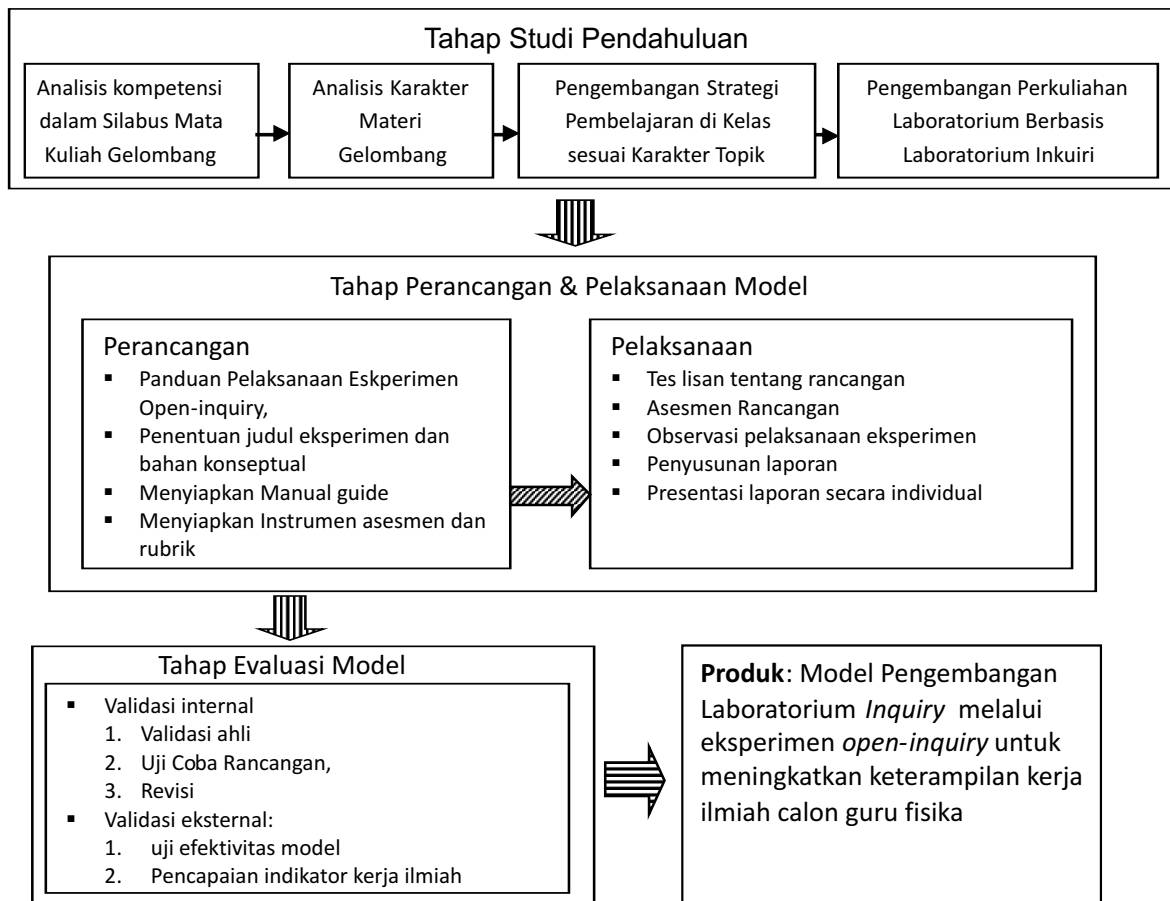 Tahap Studi Pendahuluan
Analisis kompetensi
dalam Silabus Mata
Kuliah Gelombang
Analisis Karakter
Materi
Gelombang
Pengembangan Strategi
Pembelajaran di Kelas
sesuai Karakter Topik
Pengembangan Perkuliahan
Laboratorium Berbasis
Laboratorium Inkuiri
Tahap Perancangan & Pelaksanaan Model
Perancangan
▪ Panduan Pelaksanaan Eskperimen
Open-inquiry,
▪ Penentuan judul eksperimen dan
bahan konseptual
▪ Menyiapkan Manual guide
▪ Menyiapkan Instrumen asesmen dan
rubrik
Pelaksanaan
▪ Tes lisan tentang rancangan
▪ Asesmen Rancangan
▪ Observasi pelaksanaan eksperimen
▪ Penyusunan laporan
▪ Presentasi laporan secara individual
Tahap Evaluasi Model
▪ Validasi internal
1. Validasi ahli
2. Uji Coba Rancangan,
3. Revisi
▪ Validasi eksternal:
1. uji efektivitas model
2. Pencapaian indikator kerja ilmiah
Produk: Model Pengembangan
Laboratorium Inquiry melalui
eksperimen open-inquiry untuk
meningkatkan keterampilan kerja
ilmiah calon guru fisika